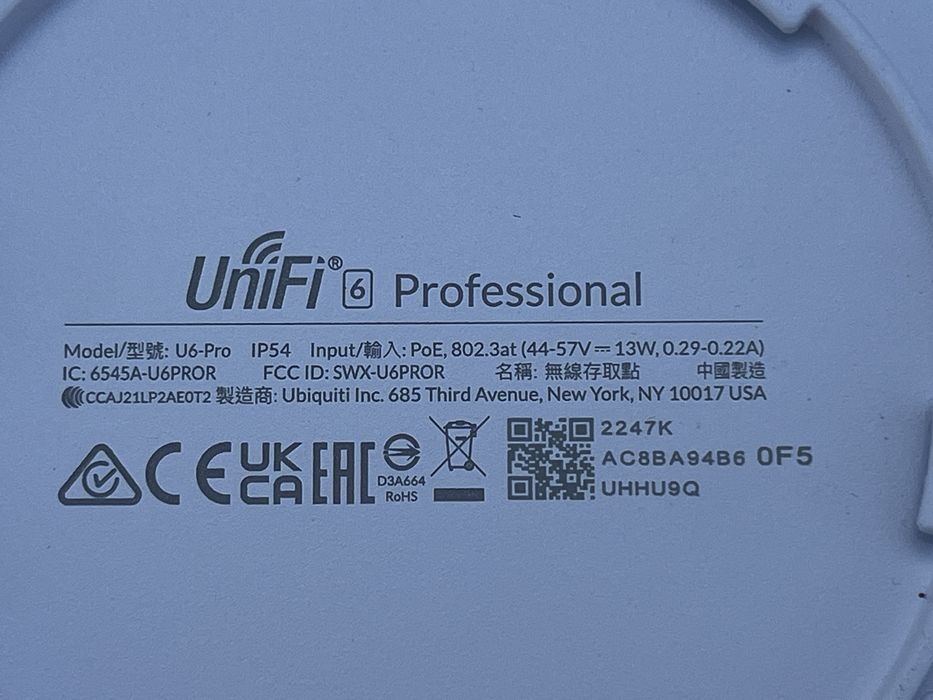 UniFi® 6 Professional
Model/型號: U6-Pro IP54 Input/輸入: PoE, 802.3at (44-57V⎓13W, 0.29-0.22A)
IC: 6545A-U6PROR FCC ID: SWX-U6PROR 名稱: 無線存取點 中國製造
CCAJ21LP2AE0T2 製造商: Ubiquiti Inc. 685 Third Avenue, New York, NY 10017 USA
CE UK CA EAC
D3A664
RoHS
2247K
AC8BA94B6 0F5
UHHU9Q